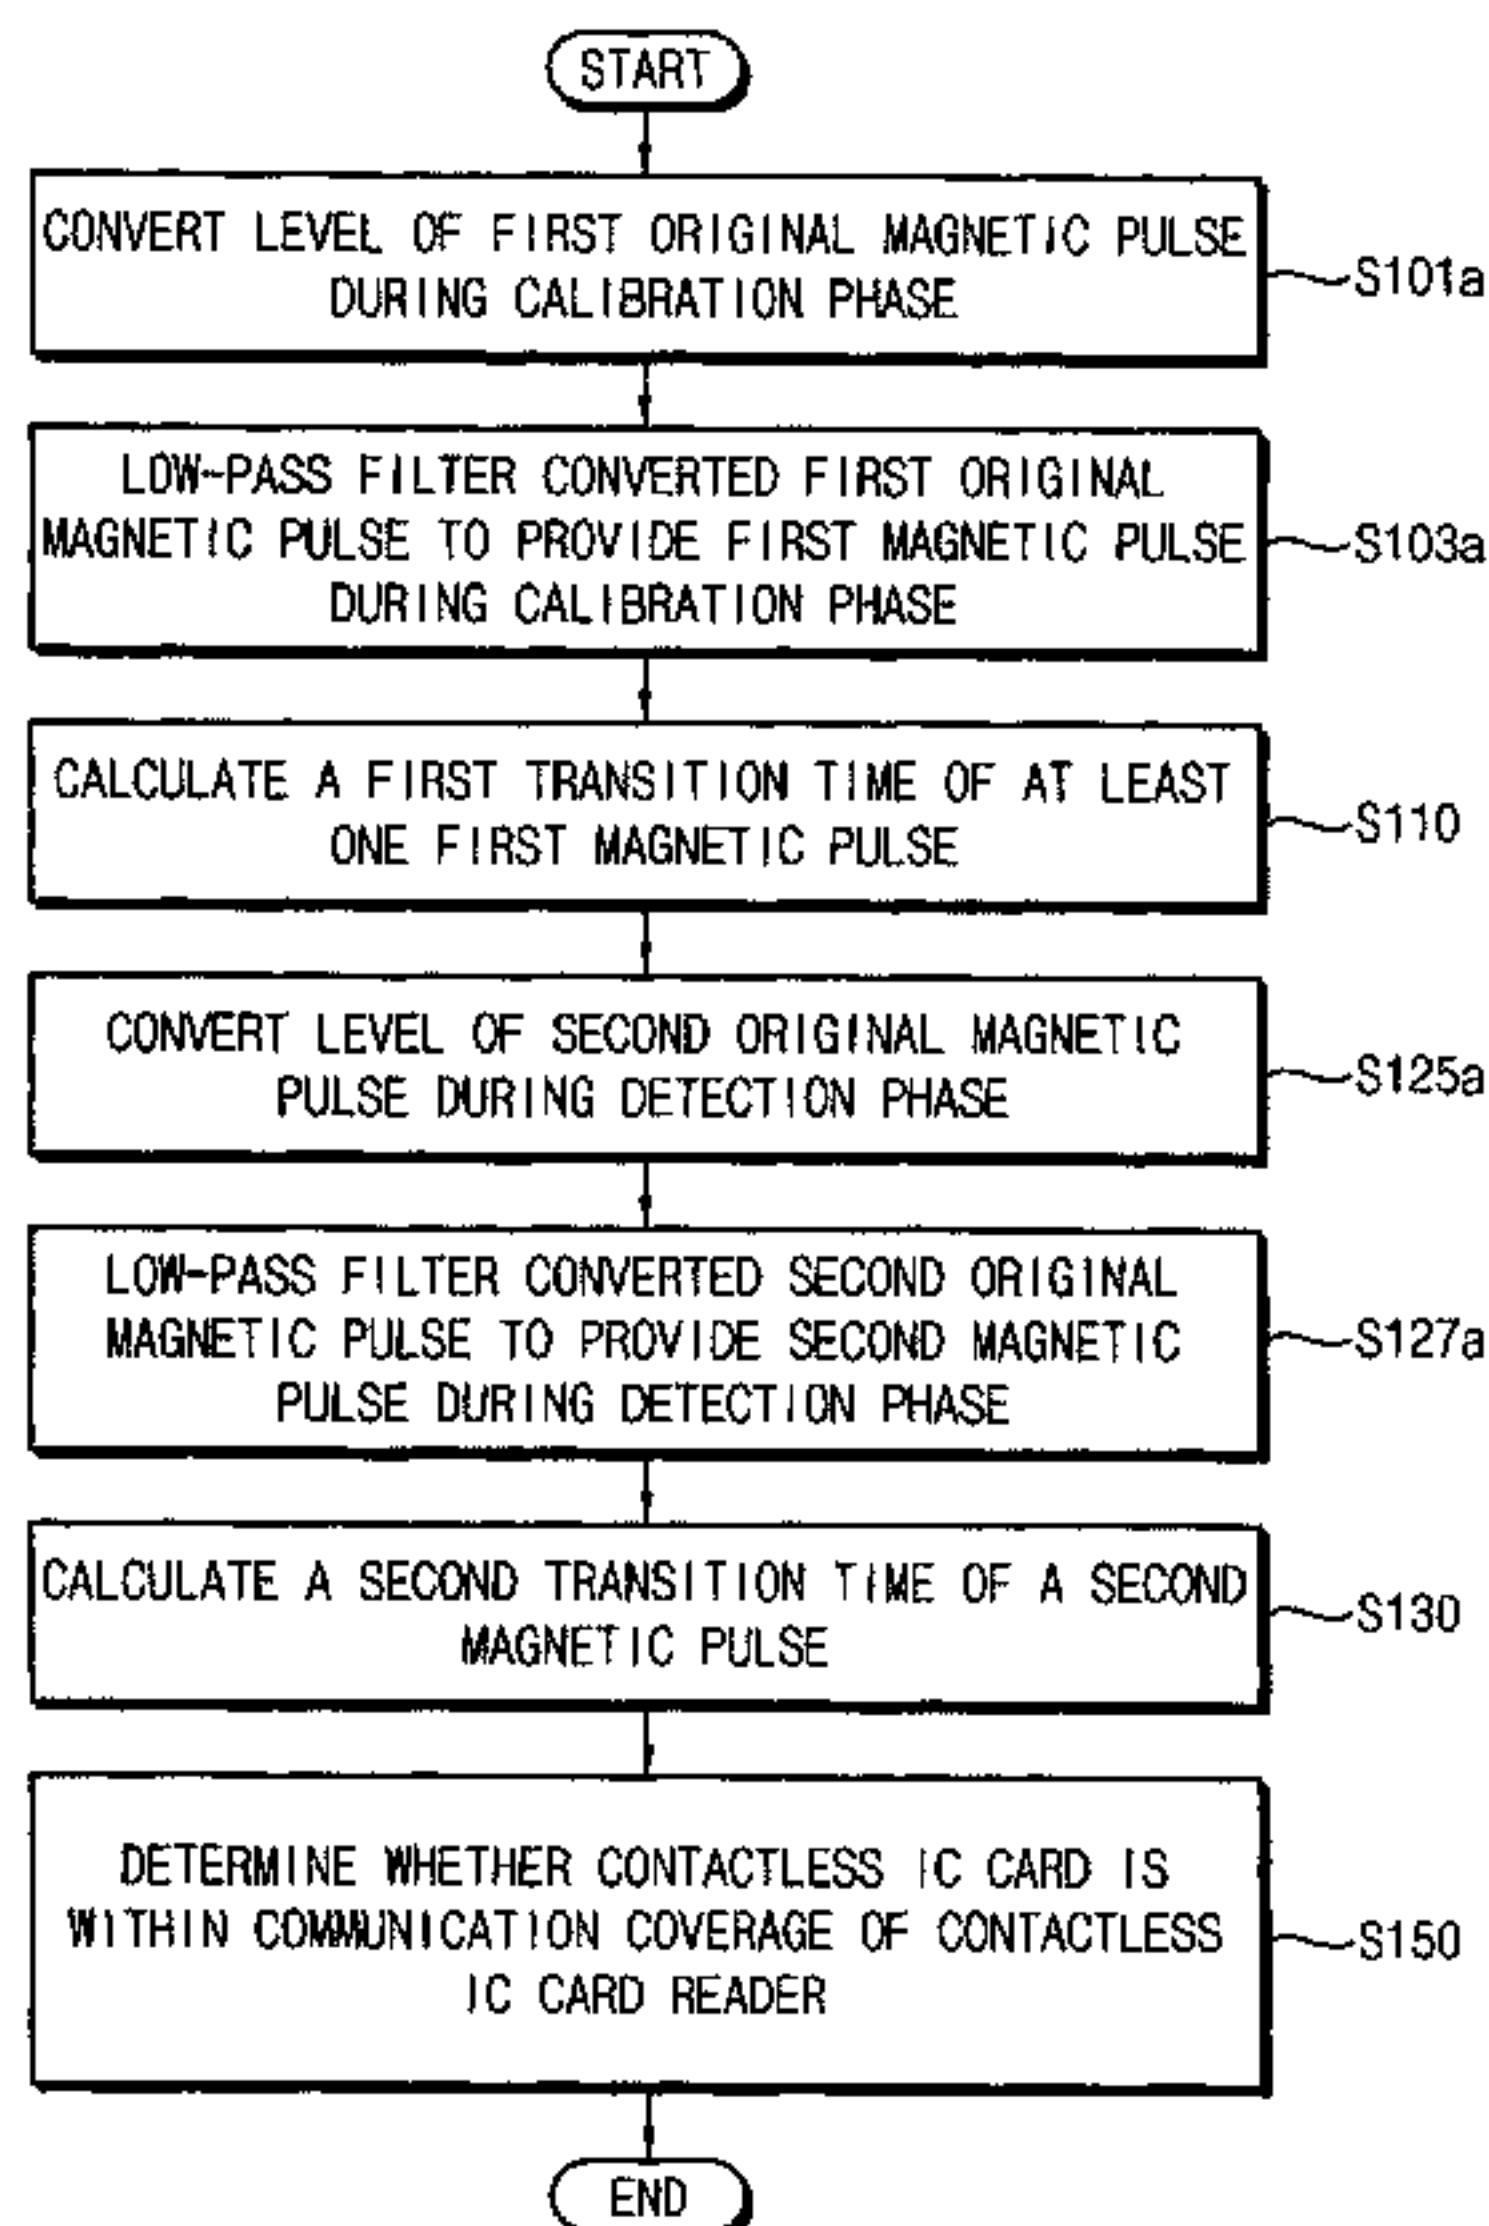 START
CONVERT LEVEL OF FIRST ORIGINAL MAGNETIC PULSE
DURING CALIBRATION PHASE
S101a
LOW-PASS FILTER CONVERTED FIRST ORIGINAL
MAGNETIC PULSE TO PROVIDE FIRST MAGNETIC PULSE
DURING CALIBRATION PHASE
S103a
CALCULATE A FIRST TRANSITION TIME OF AT LEAST
ONE FIRST MAGNETIC PULSE
S110
CONVERT LEVEL OF SECOND ORIGINAL MAGNETIC
PULSE DURING DETECTION PHASE
S125a
LOW-PASS FILTER CONVERTED SECOND ORIGINAL
MAGNETIC PULSE TO PROVIDE SECOND MAGNETIC
PULSE DURING DETECTION PHASE
S127a
CALCULATE A SECOND TRANSITION TIME OF A SECOND
MAGNETIC PULSE
S130
DETERMINE WHETHER CONTACTLESS IC CARD IS
WITHIN COMMUNICATION COVERAGE OF CONTACTLESS
IC CARD READER
S150
END